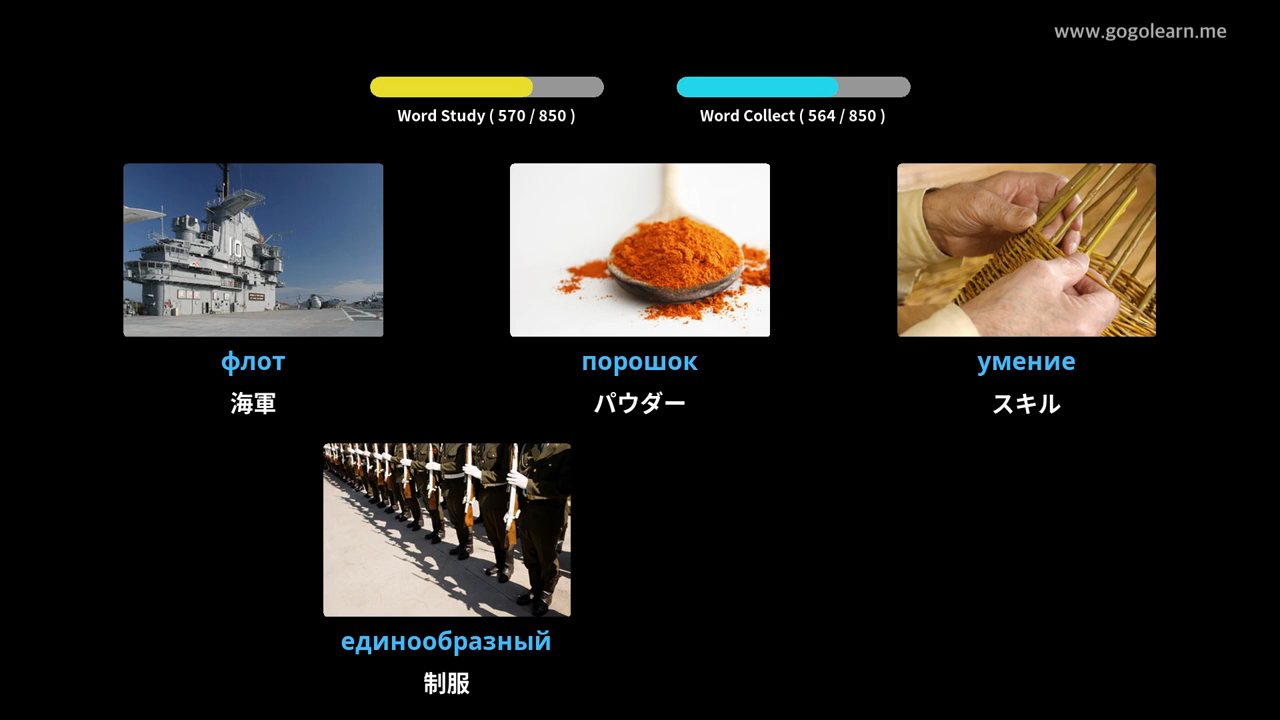 www.gogolearn.me
Word Study ( 570 / 850 )
Word Collect ( 564 / 850 )
10
флот
海軍
порошок
パウダー
умение
スキル
единообразный
制服